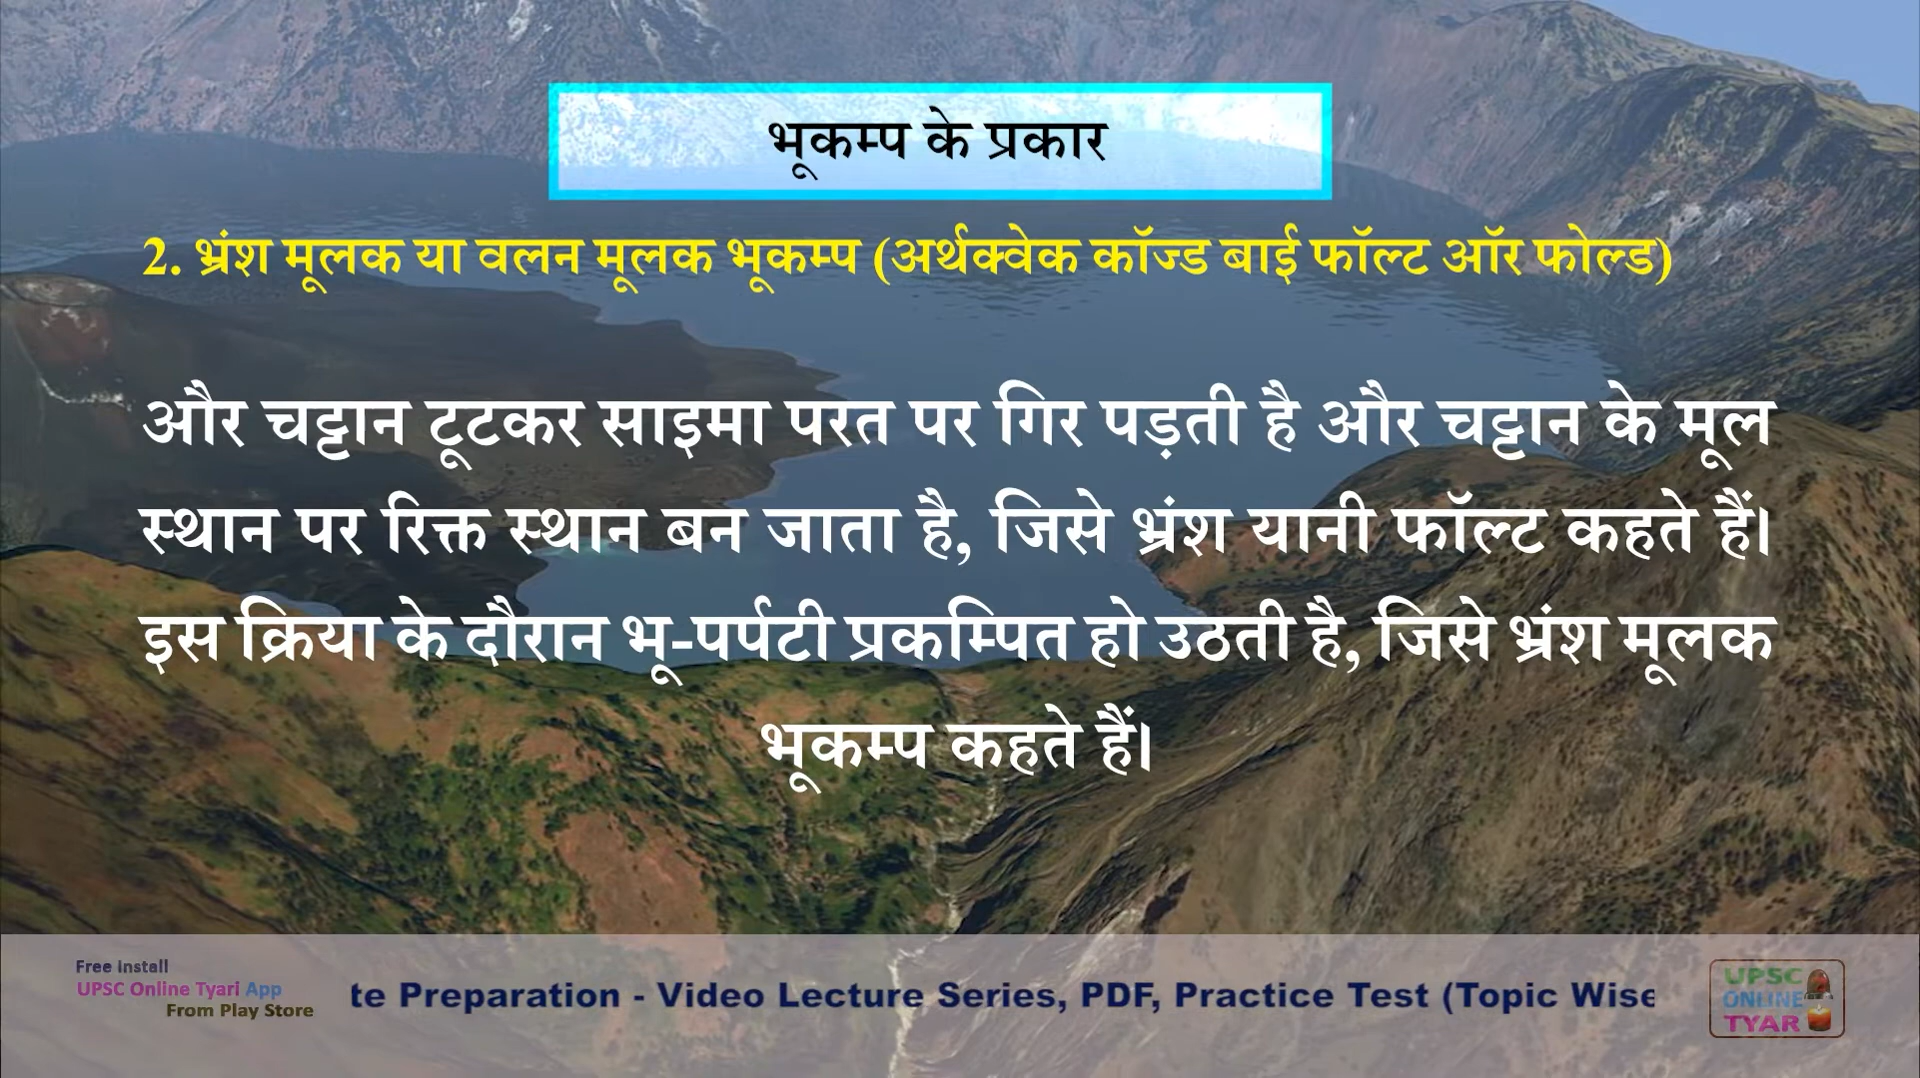 भूकम्प के प्रकार
2. भ्रंश मूलक या वलन मूलक भूकम्प (अर्थक्वेक कॉज्ड बाई फॉल्ट ऑर फोल्ड)
और चट्टान टूटकर साइमा परत पर गिर पड़ती है और चट्टान के मूल
स्थान पर रिक्त स्थान बन जाता है, जिसे भ्रंश यानी फॉल्ट कहते हैं।
इस क्रिया के दौरान भू-पर्पटी प्रकम्पित हो उठती है, जिसे भ्रंश मूलक
भूकम्प कहते हैं।
Free install
UPSC Online Tyari App
From Play Store
te Preparation - Video Lecture Series, PDF, Practice Test (Topic Wise
UPSC
ONLINE
TYAR